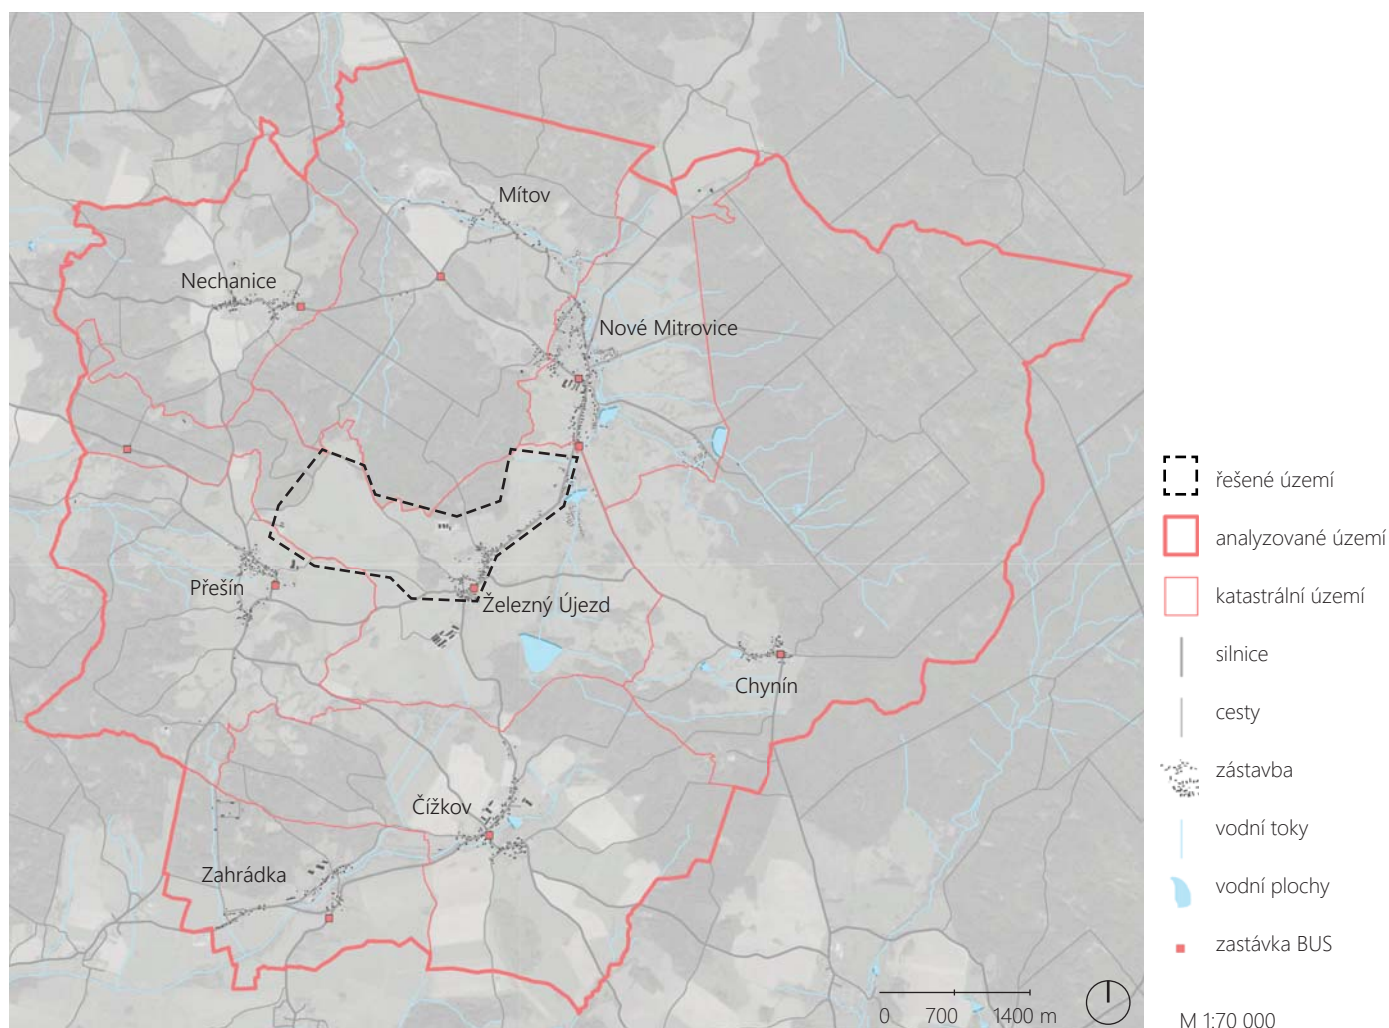 Mítov
Nechanice
Nové Mitrovice
Přešín
Železný Újezd
Chynín
Čížkov
Zahrádka
0 700 1400 m
řešené území
analyzované území
katastrální území
silnice
cesty
zástavba
vodní toky
vodní plochy
zastávka BUS
M 1:70 000